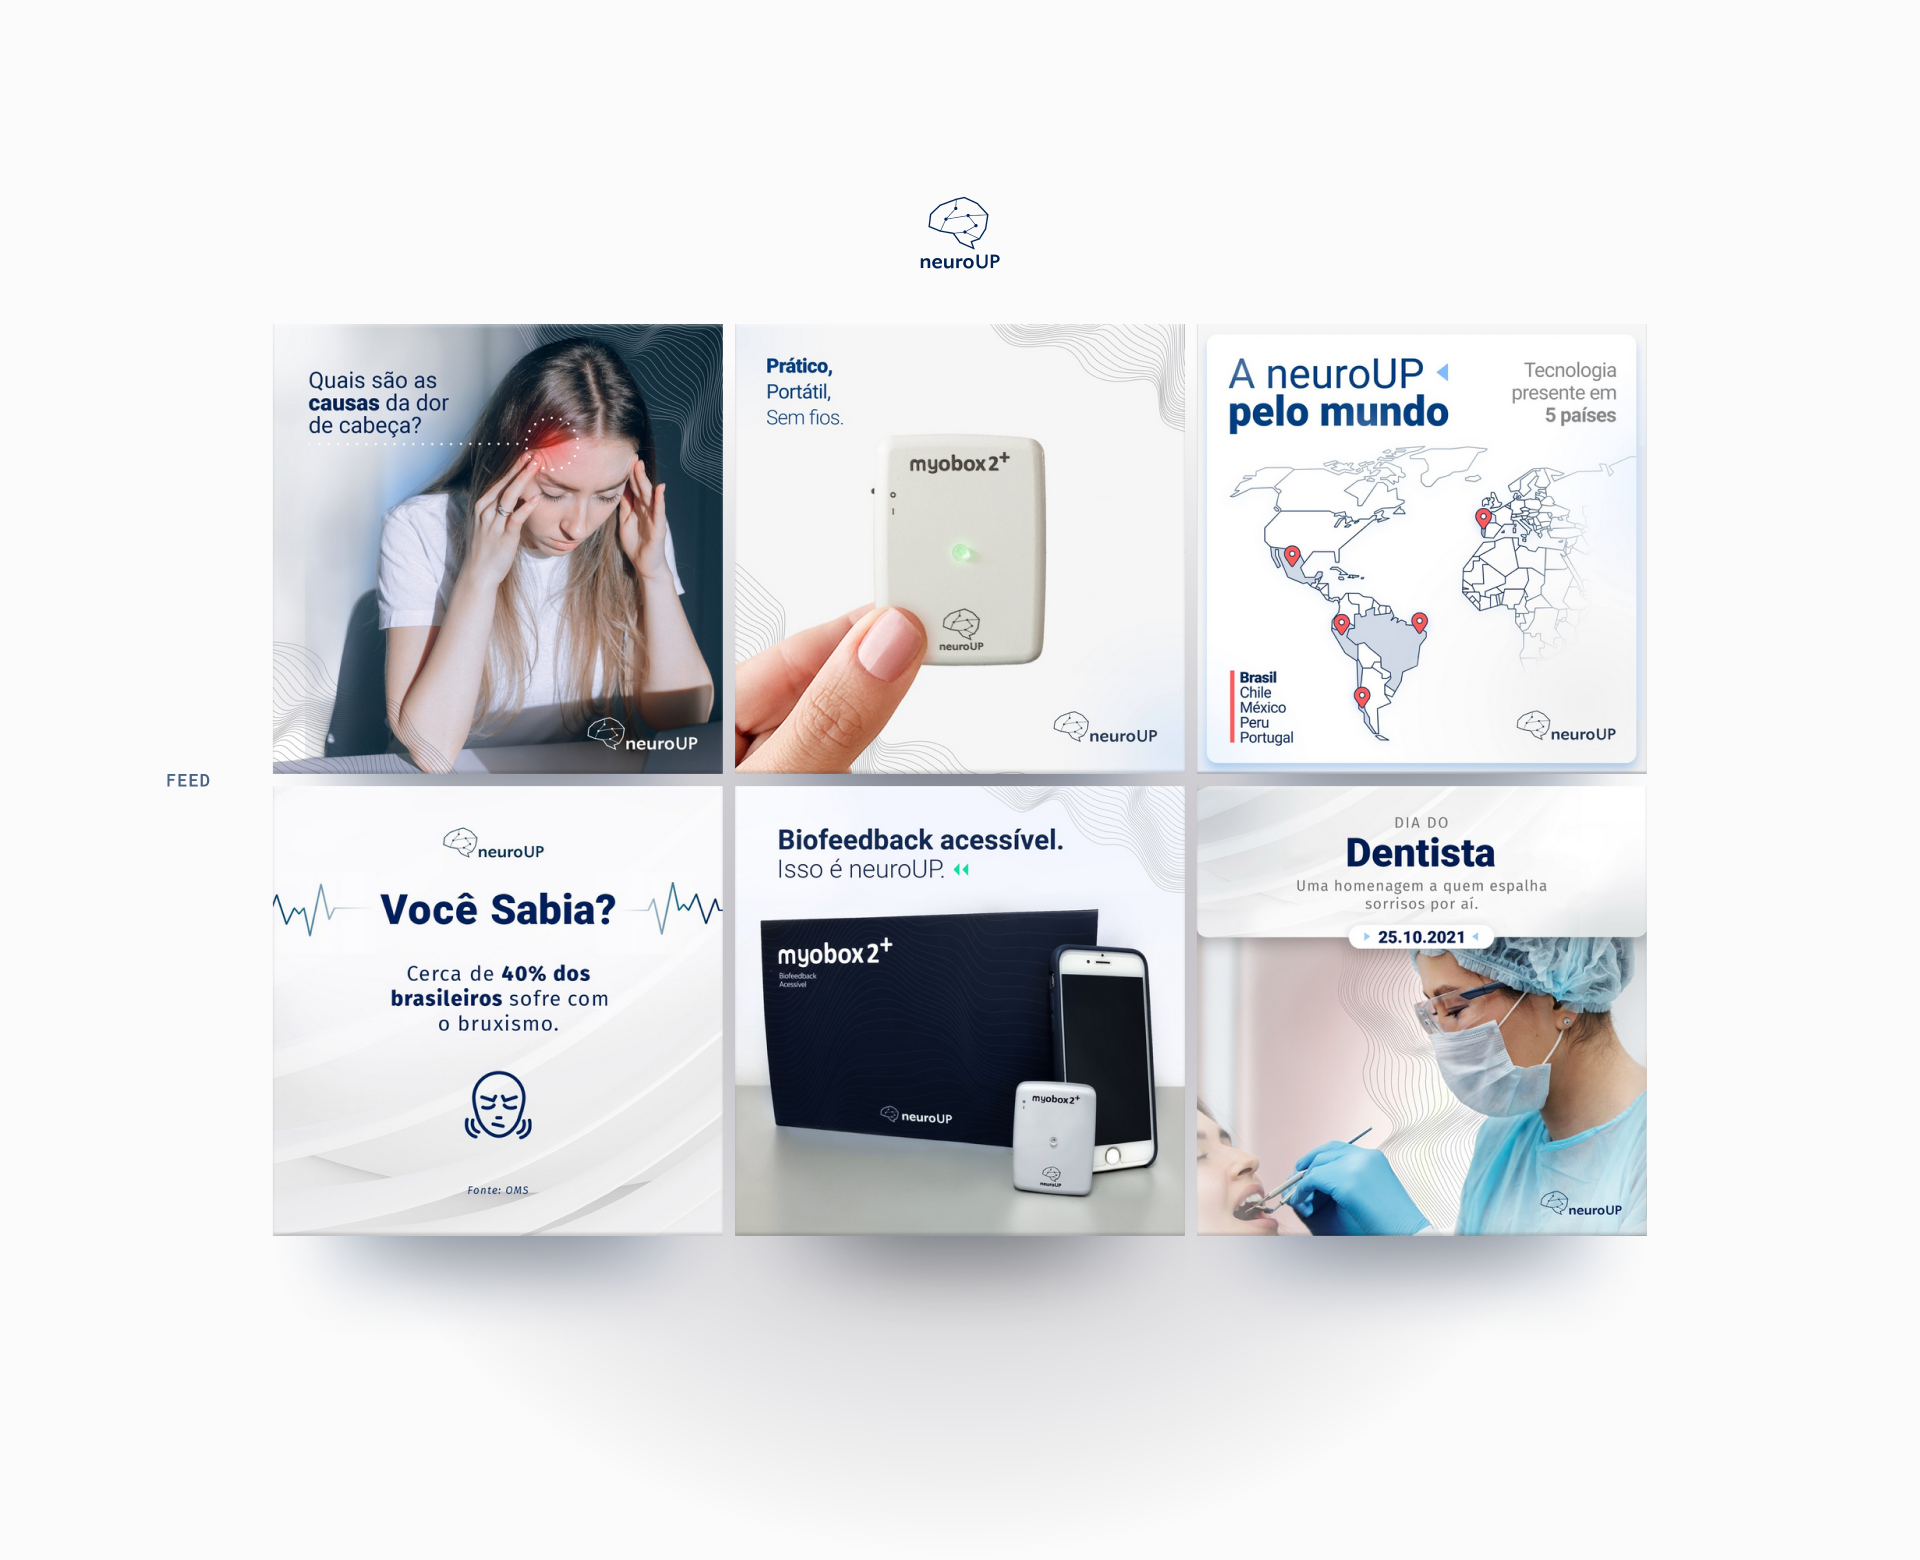 neuroUP
FEED
Quais são as
causas da dor
de cabeça?
neuroUP
Prático,
Portátil,
Sem fios.
myobox2+
O
I
neuroUP
neuroUP
A neuroUP
pelo mundo
Tecnologia
presente em
5 países
Brasil
Chile
México
Peru
Portugal
neuroUP
neuroUP
Você Sabia?
Cerca de 40% dos
brasileiros sofre com
o bruxismo.
Fonte: OMS
Biofeedback acessível.
Isso é neuroUP.
myobox2+
Biofeedback
Acessível
neuroUP
myobox2+
neuroUP
DIA DO
Dentista
Uma homenagem a quem espalha
sorrisos por aí.
25.10.2021
neuroUP